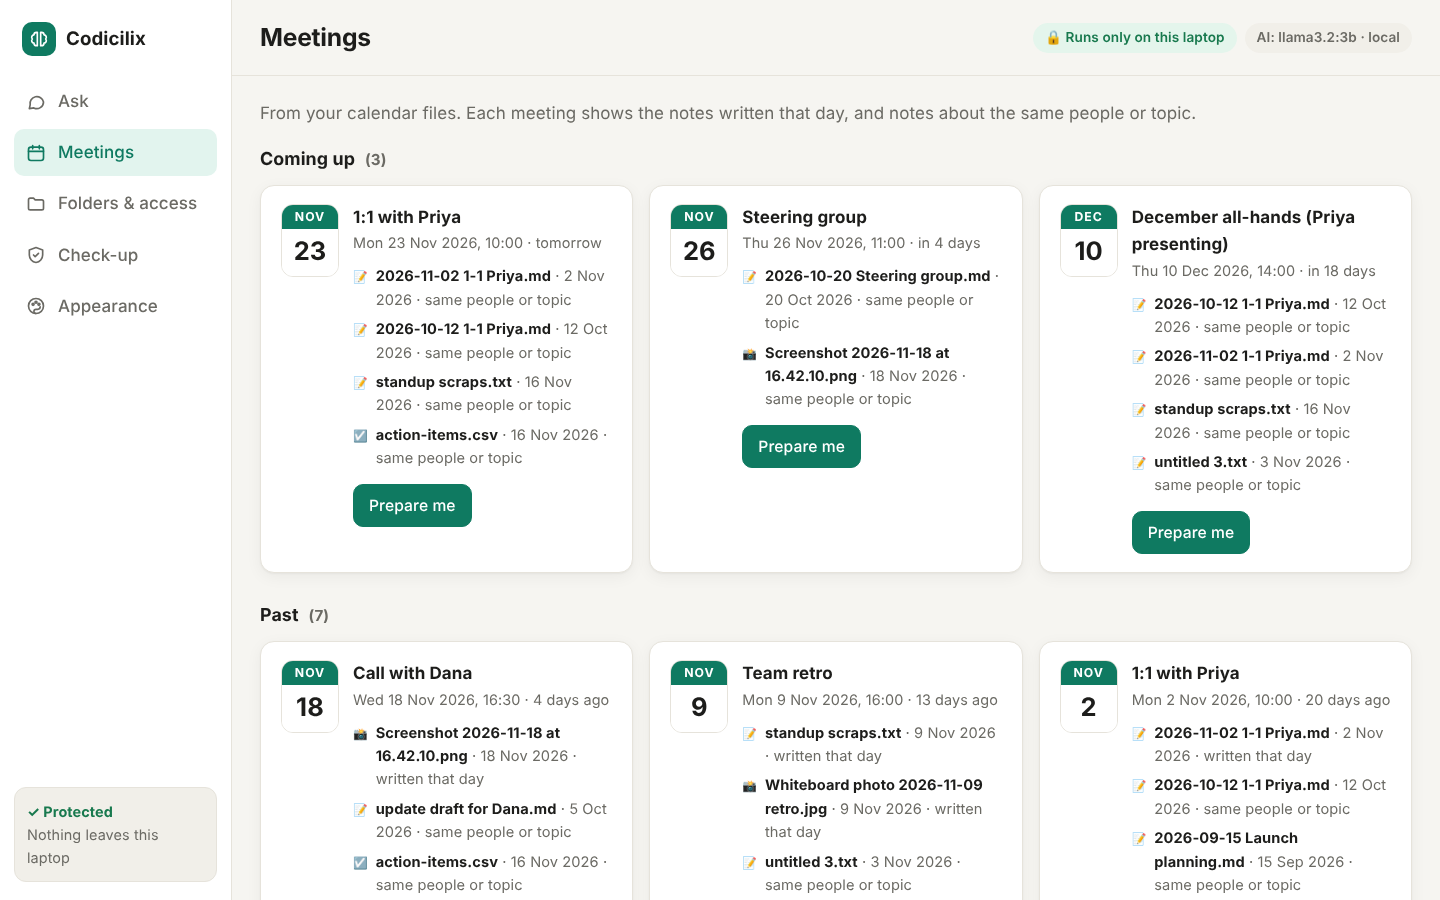 Codicilix
Ask
Meetings
Folders & access
Check-up
Appearance
✓ Protected
Nothing leaves this
laptop
Meetings
🔒 Runs only on this laptop
AI: llama3.2:3b · local
From your calendar files. Each meeting shows the notes written that day, and notes about the same people or topic.
Coming up (3)
NOV
23
1:1 with Priya
Mon 23 Nov 2026, 10:00 · tomorrow
2026-11-02 1-1 Priya.md · 2 Nov
2026 · same people or topic
2026-10-12 1-1 Priya.md · 12 Oct
2026 · same people or topic
standup scraps.txt · 16 Nov
2026 · same people or topic
action-items.csv · 16 Nov 2026 ·
same people or topic
Prepare me
NOV
26
Steering group
Thu 26 Nov 2026, 11:00 · in 4 days
2026-10-20 Steering group.md ·
20 Oct 2026 · same people or
topic
Screenshot 2026-11-18 at
16.42.10.png · 18 Nov 2026 ·
same people or topic
Prepare me
DEC
10
December all-hands (Priya
presenting)
Thu 10 Dec 2026, 14:00 · in 18 days
2026-10-12 1-1 Priya.md · 12 Oct
2026 · same people or topic
2026-11-02 1-1 Priya.md · 2 Nov
2026 · same people or topic
standup scraps.txt · 16 Nov
2026 · same people or topic
untitled 3.txt · 3 Nov 2026 ·
same people or topic
Prepare me
Past (7)
NOV
18
Call with Dana
Wed 18 Nov 2026, 16:30 · 4 days ago
Screenshot 2026-11-18 at
16.42.10.png · 18 Nov 2026 ·
written that day
update draft for Dana.md · 5 Oct
2026 · same people or topic
action-items.csv · 16 Nov 2026 ·
same people or topic
NOV
9
Team retro
Mon 9 Nov 2026, 16:00 · 13 days ago
standup scraps.txt · 9 Nov 2026
· written that day
Whiteboard photo 2026-11-09
retro.jpg · 9 Nov 2026 · written
that day
untitled 3.txt · 3 Nov 2026 ·
same people or topic
NOV
2
1:1 with Priya
Mon 2 Nov 2026, 10:00 · 20 days ago
2026-11-02 1-1 Priya.md · 2 Nov
2026 · written that day
2026-10-12 1-1 Priya.md · 12 Oct
2026 · same people or topic
2026-09-15 Launch
planning.md · 15 Sep 2026 ·
same people or topic